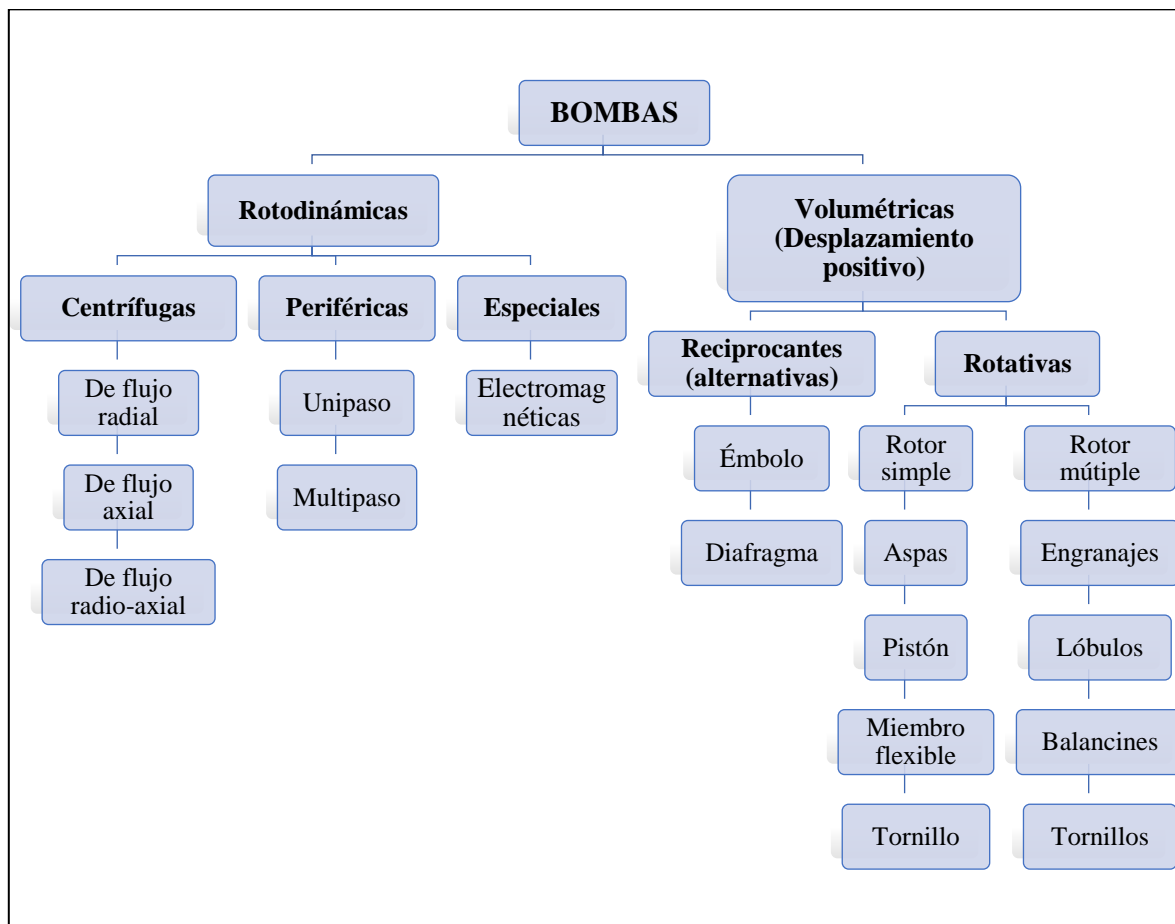 BOMBAS
Rotodinámicas
Volumétricas
(Desplazamiento
positivo)
Centrífugas
Periféricas
Especiales
Reciprocantes
(alternativas)
Rotativas
De flujo
radial
De flujo
axial
De flujo
radio-axial
Unipaso
Multipaso
Electromag
néticas
Émbolo
Diafragma
Rotor
simple
Aspas
Pistón
Miembro
flexible
Tornillo
Rotor
mútiple
Engranajes
Lóbulos
Balancines
Tornillos